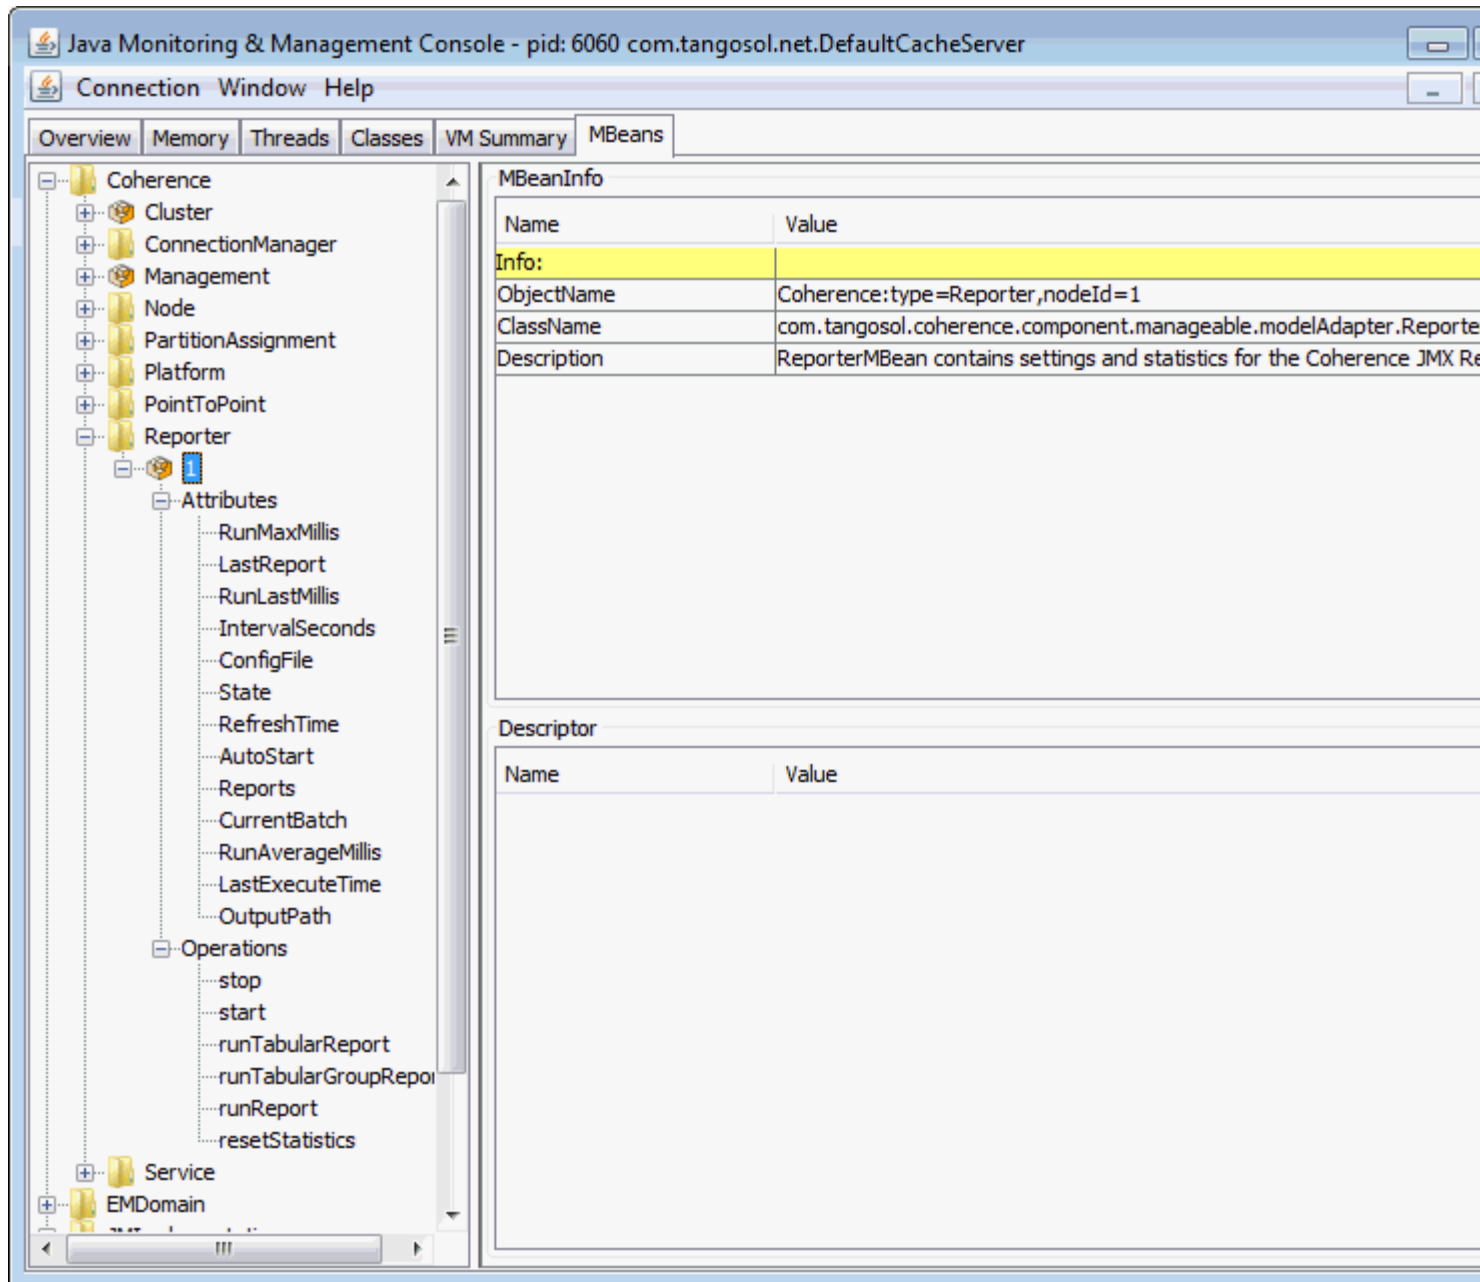 Java Monitoring & Management Console - pid: 6060 com.tangosol.net.DefaultCacheServer
Connection Window Help
Overview Memory Threads Classes VM Summary MBeans
Coherence
Cluster
ConnectionManager
Management
Node
PartitionAssignment
Platform
PointToPoint
Reporter
1
Attributes
RunMaxMillis
LastReport
RunLastMillis
IntervalSeconds
ConfigFile
State
RefreshTime
AutoStart
Reports
CurrentBatch
RunAverageMillis
LastExecuteTime
OutputPath
Operations
stop
start
runTabularReport
runTabularGroupRepor
runReport
resetStatistics
Service
EMDomain
MBeanInfo
Name Value
Info:
ObjectName Coherence:type=Reporter,nodeId=1
ClassName com.tangosol.coherence.component.manageable.modelAdapter.Reporte
Description ReporterMBean contains settings and statistics for the Coherence JMX Re
Descriptor
Name Value